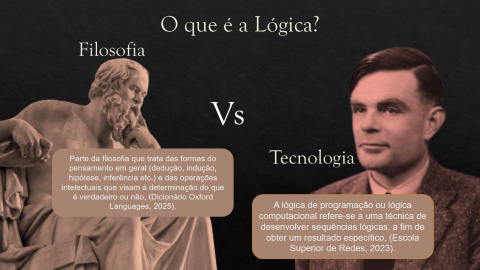 O que é a Lógica?
Filosofia
Vs
Parte da filosofia que trata das formas do
pensamento em geral (dedução, indução,
hipótese, inferência etc.) e das operações
intelectuais que visam à determinação do que
é verdadeiro ou não, (Dicionário Oxford
Languages, 2025).
Tecnologia
A lógica de programação ou lógica
computacional refere-se a uma técnica de
desenvolver sequências lógicas, a fim de
obter um resultado específico, (Escola
Superior de Redes, 2023).